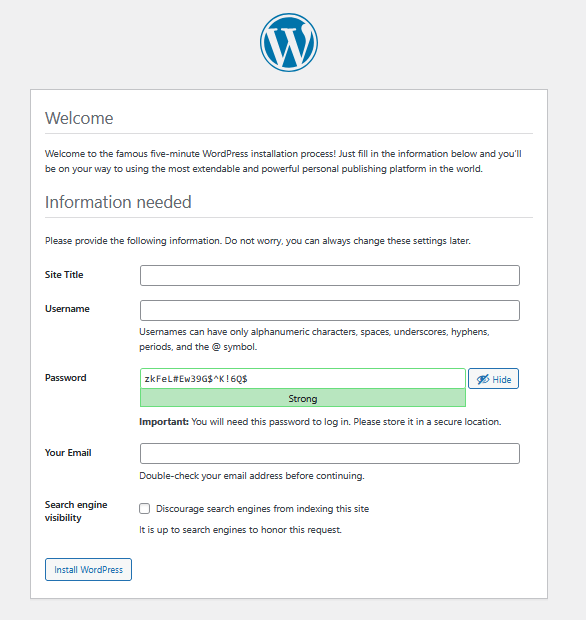 Welcome
Welcome to the famous five-minute WordPress installation process! Just fill in the information below and you'll
be on your way to using the most extendable and powerful personal publishing platform in the world.
Information needed
Please provide the following information. Do not worry, you can always change these settings later.
Site Title
Username
Usernames can have only alphanumeric characters, spaces, underscores, hyphens,
periods, and the @ symbol.
Password
zkFeL#Ew39G$^K!6Q$
Hide
Strong
Important: You will need this password to log in. Please store it in a secure location.
Your Email
Double-check your email address before continuing.
Search engine
visibility
Discourage search engines from indexing this site
It is up to search engines to honor this request.
Install WordPress